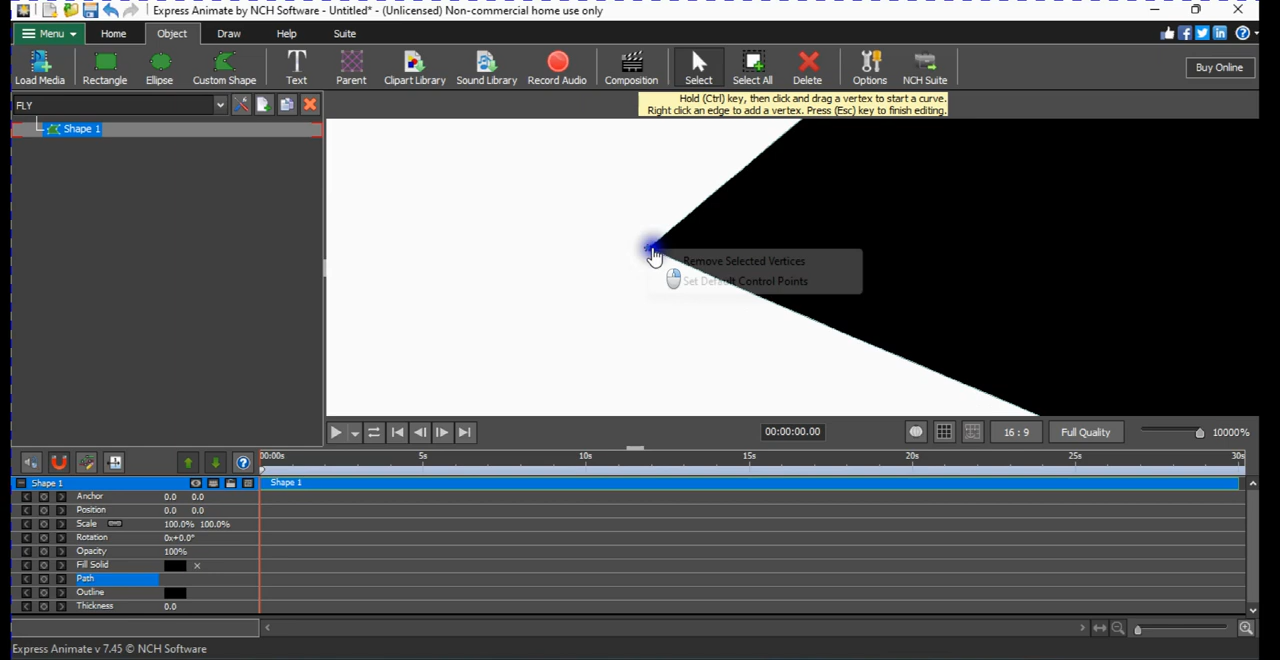 Express Animate by NCH Software - Untitled* - (Unlicensed) Non-commercial home use only
Menu Home Object Draw Help Suite
Load Media Rectangle Ellipse Custom Shape Text Parent Clipart Library Sound Library Record Audio Composition Select Select All Delete Options NCH Suite Buy Online
FLY
Hold (Ctrl) key, then click and drag a vertex to start a curve.
Right click an edge to add a vertex. Press (Esc) key to finish editing.
Shape 1
Remove Selected Vertices
Set Default Control Points
00:00:00.00 16 : 9 Full Quality 10000%
00:00s 5s 10s 15s 20s 25s 30s
Shape 1 Shape 1
Anchor 0.0 0.0
Position 0.0 0.0
Scale 100.0% 100.0%
Rotation 0x+0.0°
Opacity 100%
Fill Solid
Path
Outline
Thickness 0.0
Express Animate v 7.45 © NCH Software